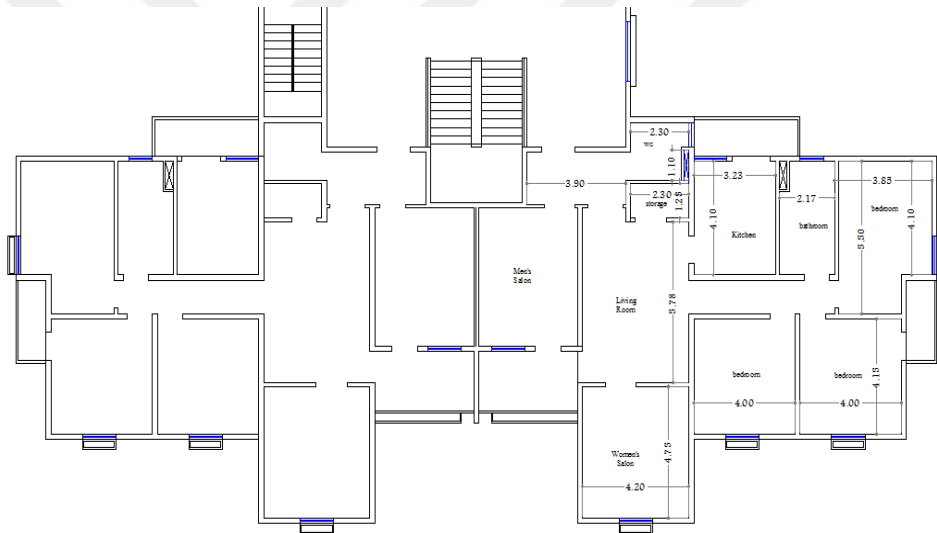 2.30
wc
1.10
3.90
3.23
3.85
2.30
1.25
storage
2.17
bedroom
4.10
Kitchen
bathroom
5.50
4.10
Men's
Salon
Living
Room
5.78
bedroom
bedroom
4.15
4.00
4.00
Women's
Salon
4.75
4.20